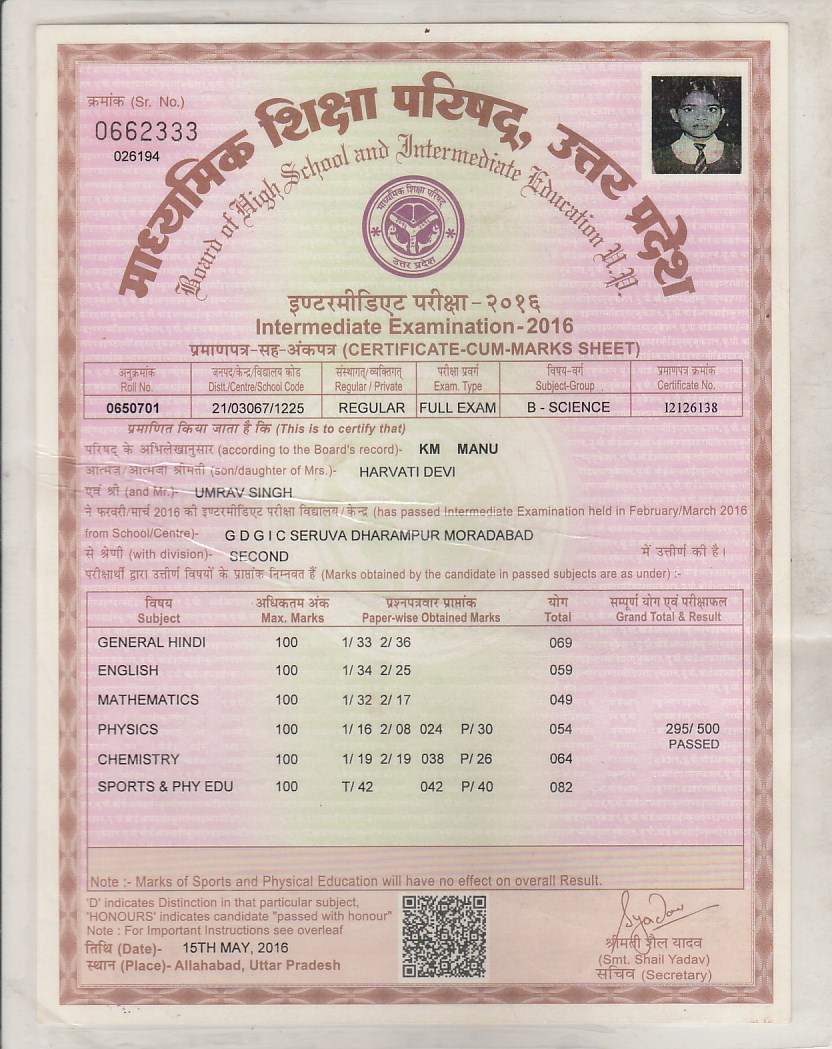 क्रमांक (Sr. No.)
0662333
026194
माध्यमिक शिक्षा परिषद्, उत्तर प्रदेश
Board of High School and Intermediate Education U.P.
माध्यमिक शिक्षा परिषद्
उत्तर प्रदेश
इण्टरमीडिएट परीक्षा-२०१६
Intermediate Examination-2016
प्रमाणपत्र-सह-अंकपत्र (CERTIFICATE-CUM-MARKS SHEET)
अनुक्रमांक जनपद/केन्द्र/विद्यालय कोड संस्थागत/व्यक्तिगत परीक्षा प्रवर्ग विषय-वर्ग प्रमाणपत्र क्रमांक
Roll No. Distt./Centre/School Code Regular / Private Exam. Type Subject-Group Certificate No.
0650701 21/03067/1225 REGULAR FULL EXAM B - SCIENCE 12126138
प्रमाणित किया जाता है कि (This is to certify that)
परिषद् के अभिलेखानुसार (according to the Board's record)- KM MANU
आत्मज/आत्मजा श्रीमती (son/daughter of Mrs.)- HARVATI DEVI
एवं श्री (and Mr.)- UMRAV SINGH
ने फरवरी/मार्च 2016 की इण्टरमीडिएट परीक्षा विद्यालय/केन्द्र (has passed Intermediate Examination held in February/March 2016
from School/Centre)- G D G I C SERUVA DHARAMPUR MORADABAD
से श्रेणी (with division)- SECOND में उत्तीर्ण की है।
परीक्षार्थी द्वारा उत्तीर्ण विषयों के प्राप्तांक निम्नवत हैं (Marks obtained by the candidate in passed subjects are as under) :-
विषय अधिकतम अंक प्रश्नपत्रवार प्राप्तांक योग सम्पूर्ण योग एवं परीक्षाफल
Subject Max. Marks Paper-wise Obtained Marks Total Grand Total & Result
GENERAL HINDI 100 1/ 33 2/ 36 069
ENGLISH 100 1/ 34 2/ 25 059
MATHEMATICS 100 1/ 32 2/ 17 049
PHYSICS 100 1/ 16 2/ 08 024 P/ 30 054 295/ 500
PASSED
CHEMISTRY 100 1/ 19 2/ 19 038 P/ 26 064
SPORTS & PHY EDU 100 T/ 42 042 P/ 40 082
Note :- Marks of Sports and Physical Education will have no effect on overall Result.
'D' indicates Distinction in that particular subject,
'HONOURS' indicates candidate "passed with honour"
Note : For Important Instructions see overleaf
तिथि (Date)- 15TH MAY, 2016
स्थान (Place)- Allahabad, Uttar Pradesh
श्रीमती शैल यादव
(Smt. Shail Yadav)
सचिव (Secretary)